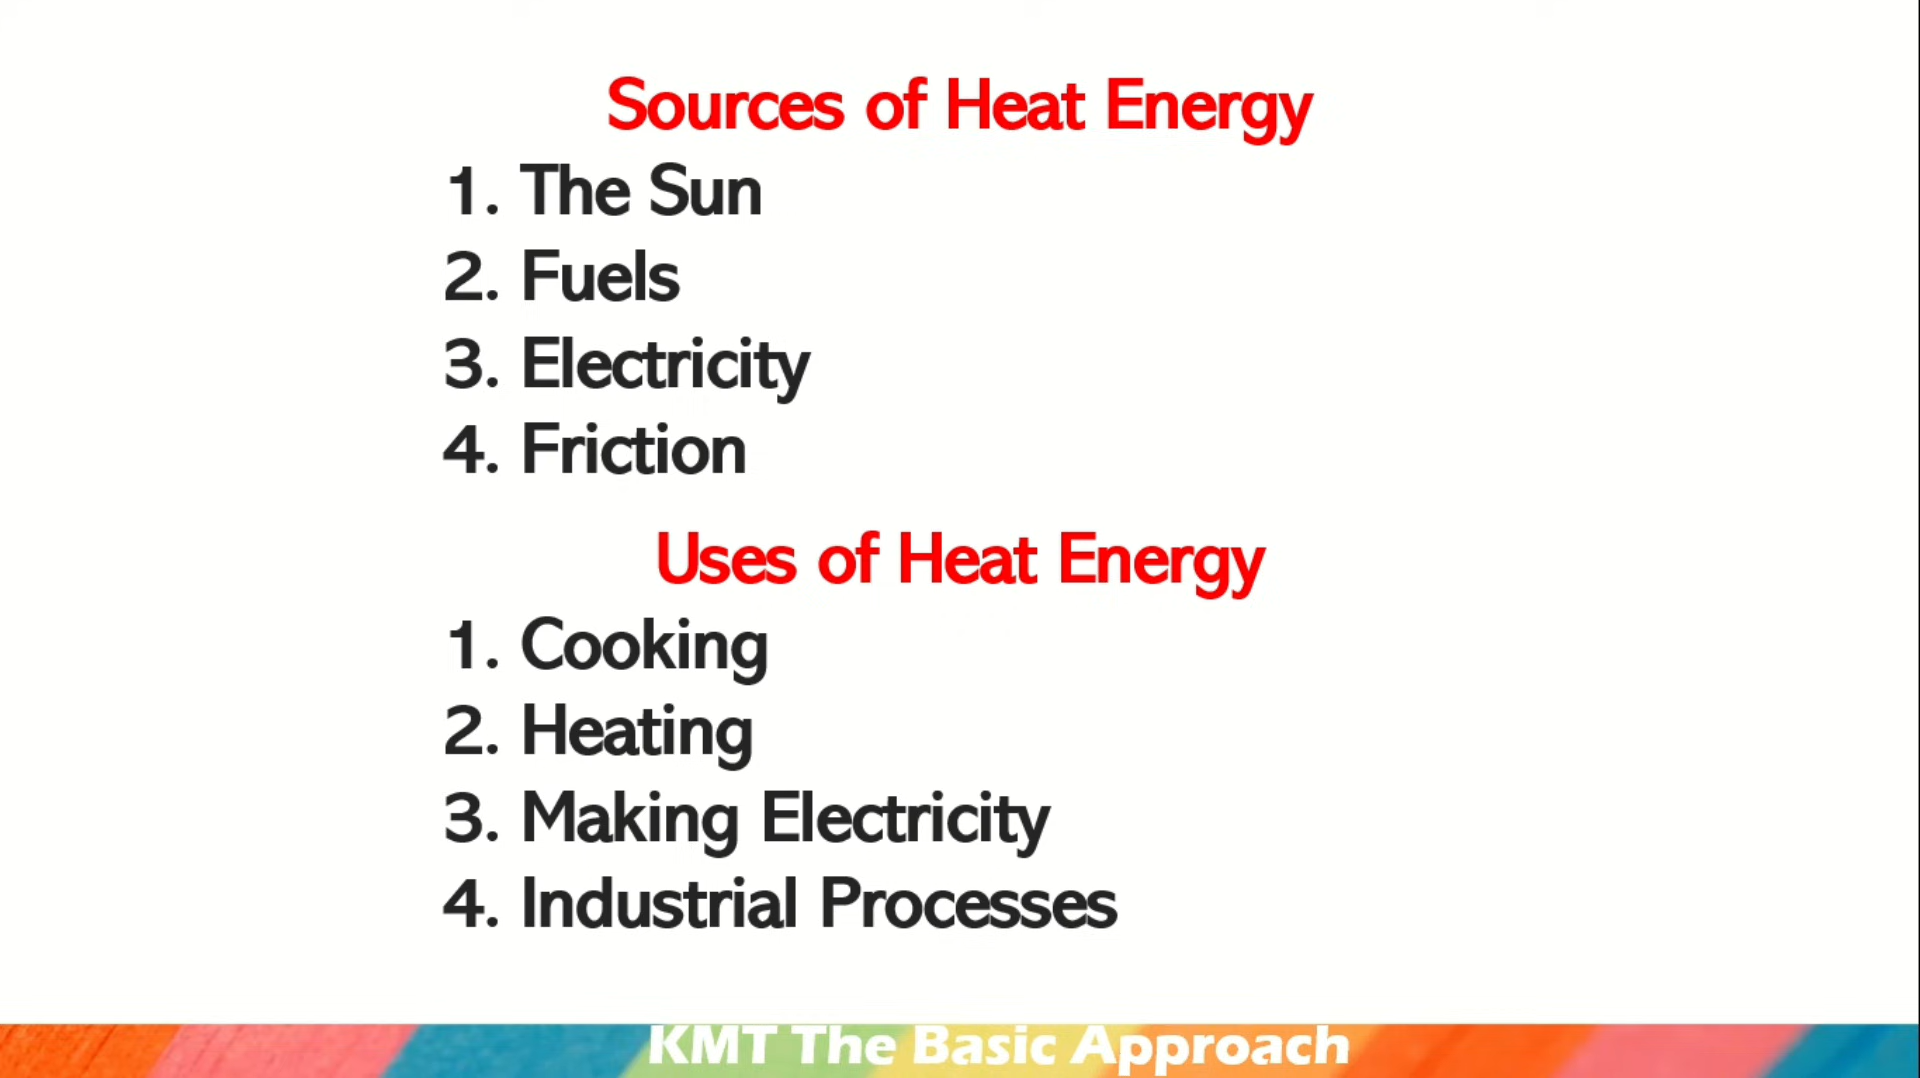 Sources of Heat Energy
1. The Sun
2. Fuels
3. Electricity
4. Friction
Uses of Heat Energy
1. Cooking
2. Heating
3. Making Electricity
4. Industrial Processes
KMT The Basic Approach